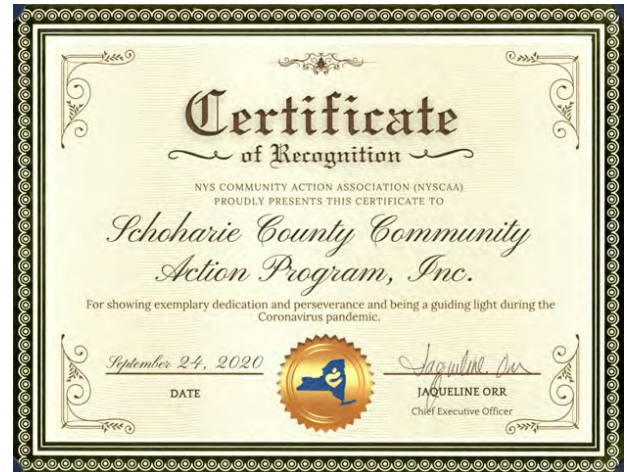 Certificate
of Recognition
NYS COMMUNITY ACTION ASSOCIATION (NYSCAA)
PROUDLY PRESENTS THIS CERTIFICATE TO
Schoharie County Community
Action Program, Inc.
For showing exemplary dedication and perseverance and being a guiding light during the
Coronavirus pandemic.
September 24, 2020
DATE
Jaqueline Orr
JAQUELINE ORR
Chief Executive Officer